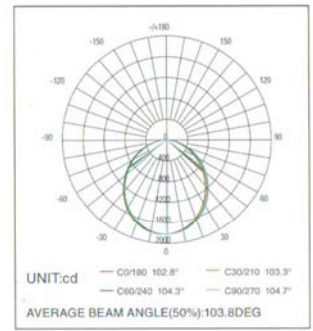 -/+180
-150 150
-120 120
-90 0 90
400
800
-60 60
1200
1600
-30 2000 30
0
UNIT:cd
C0/180 102.8° C30/210 103.3°
C60/240 104.3° C90/270 104.7°
AVERAGE BEAM ANGLE(50%):103.8DEG